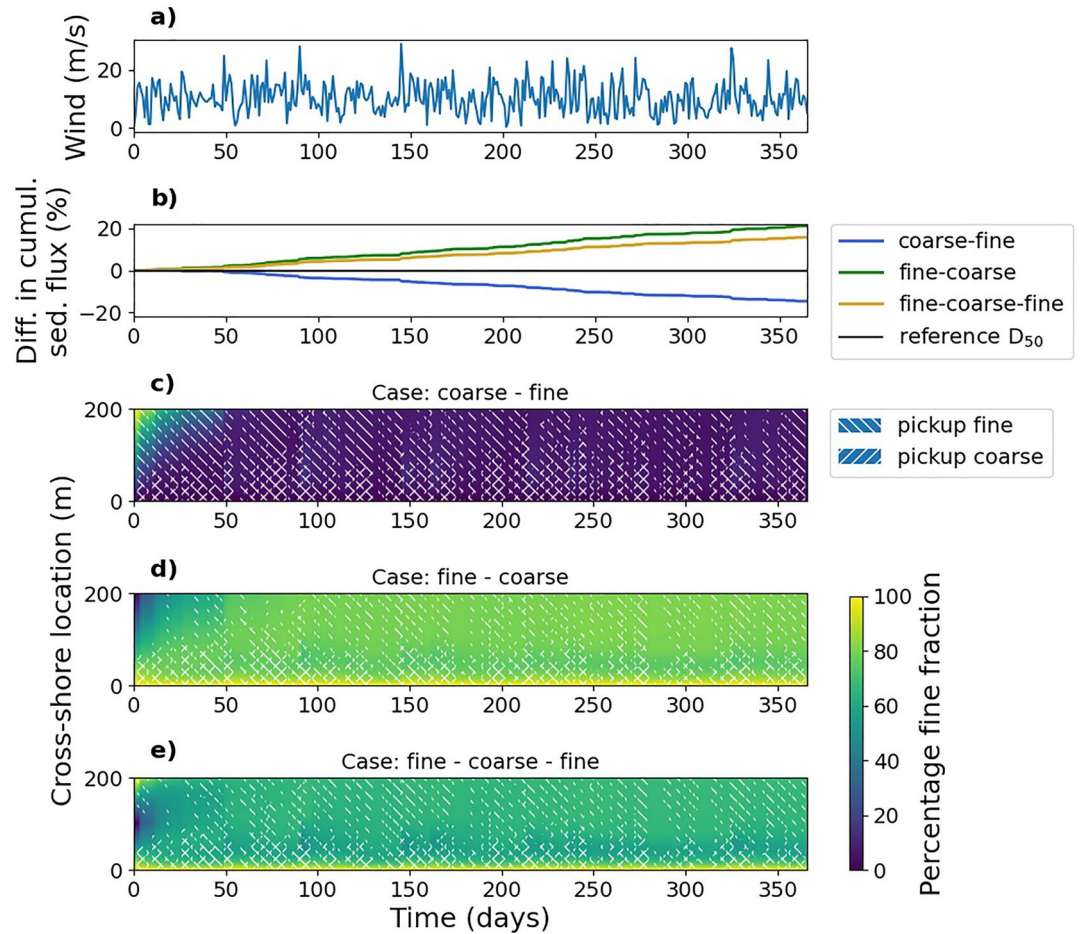 a)
Wind (m/s)
20
0
0 50 100 150 200 250 300 350
b)
Diff. in cumul.
sed. flux (%)
20
0
−20
0 50 100 150 200 250 300 350
coarse-fine
fine-coarse
fine-coarse-fine
reference D₅₀
c)
Case: coarse - fine
200
0
0 50 100 150 200 250 300 350
pickup fine
pickup coarse
Cross-shore location (m)
d)
Case: fine - coarse
200
0
0 50 100 150 200 250 300 350
e)
Case: fine - coarse - fine
200
0
0 50 100 150 200 250 300 350
Time (days)
100
80
60
40
20
0
Percentage fine fraction